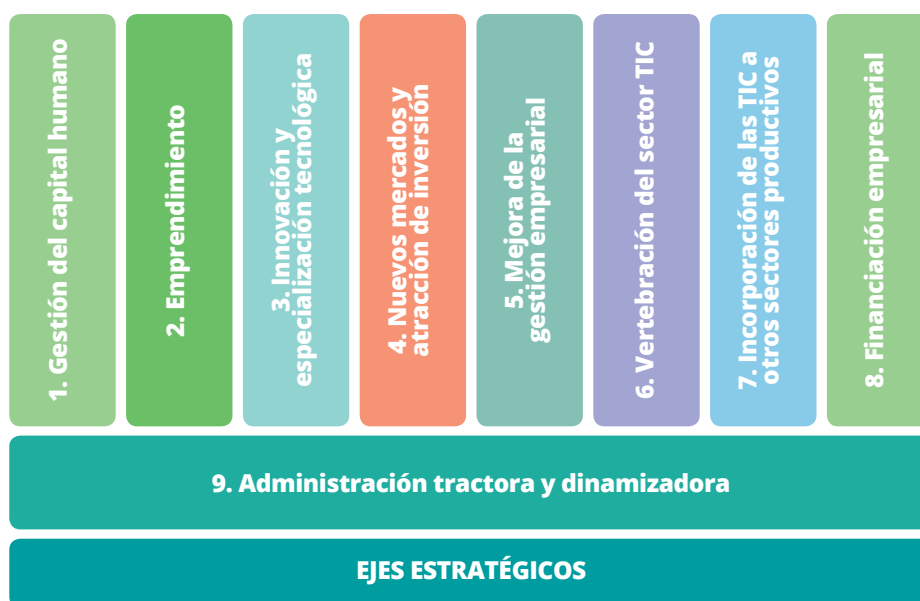 1. Gestión del capital humano
2. Emprendimiento
3. Innovación y
especialización tecnológica
4. Nuevos mercados y
atracción de inversión
5. Mejora de la
gestión empresarial
6. Vertebración del sector TIC
7. Incorporación de las TIC a
otros sectores productivos
8. Financiación empresarial
9. Administración tractora y dinamizadora
EJES ESTRATÉGICOS